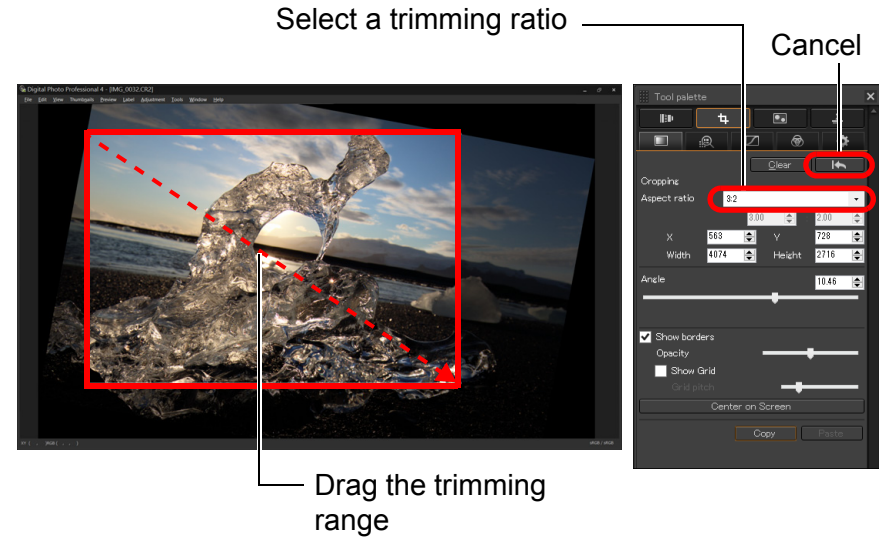 Select a trimming ratio
Cancel
Digital Photo Professional 4 - [IMG_0032.CR2]
File Edit View Thumbnails Preview Label Adjustment Tools Window Help
Tool palette
Clear
Cropping
Aspect ratio 3:2
3.00 2.00
X 563 Y 728
Width 4074 Height 2716
Angle 10.46
Show borders
Opacity
Show Grid
Grid pitch
Center on Screen
Copy Paste
Drag the trimming
range